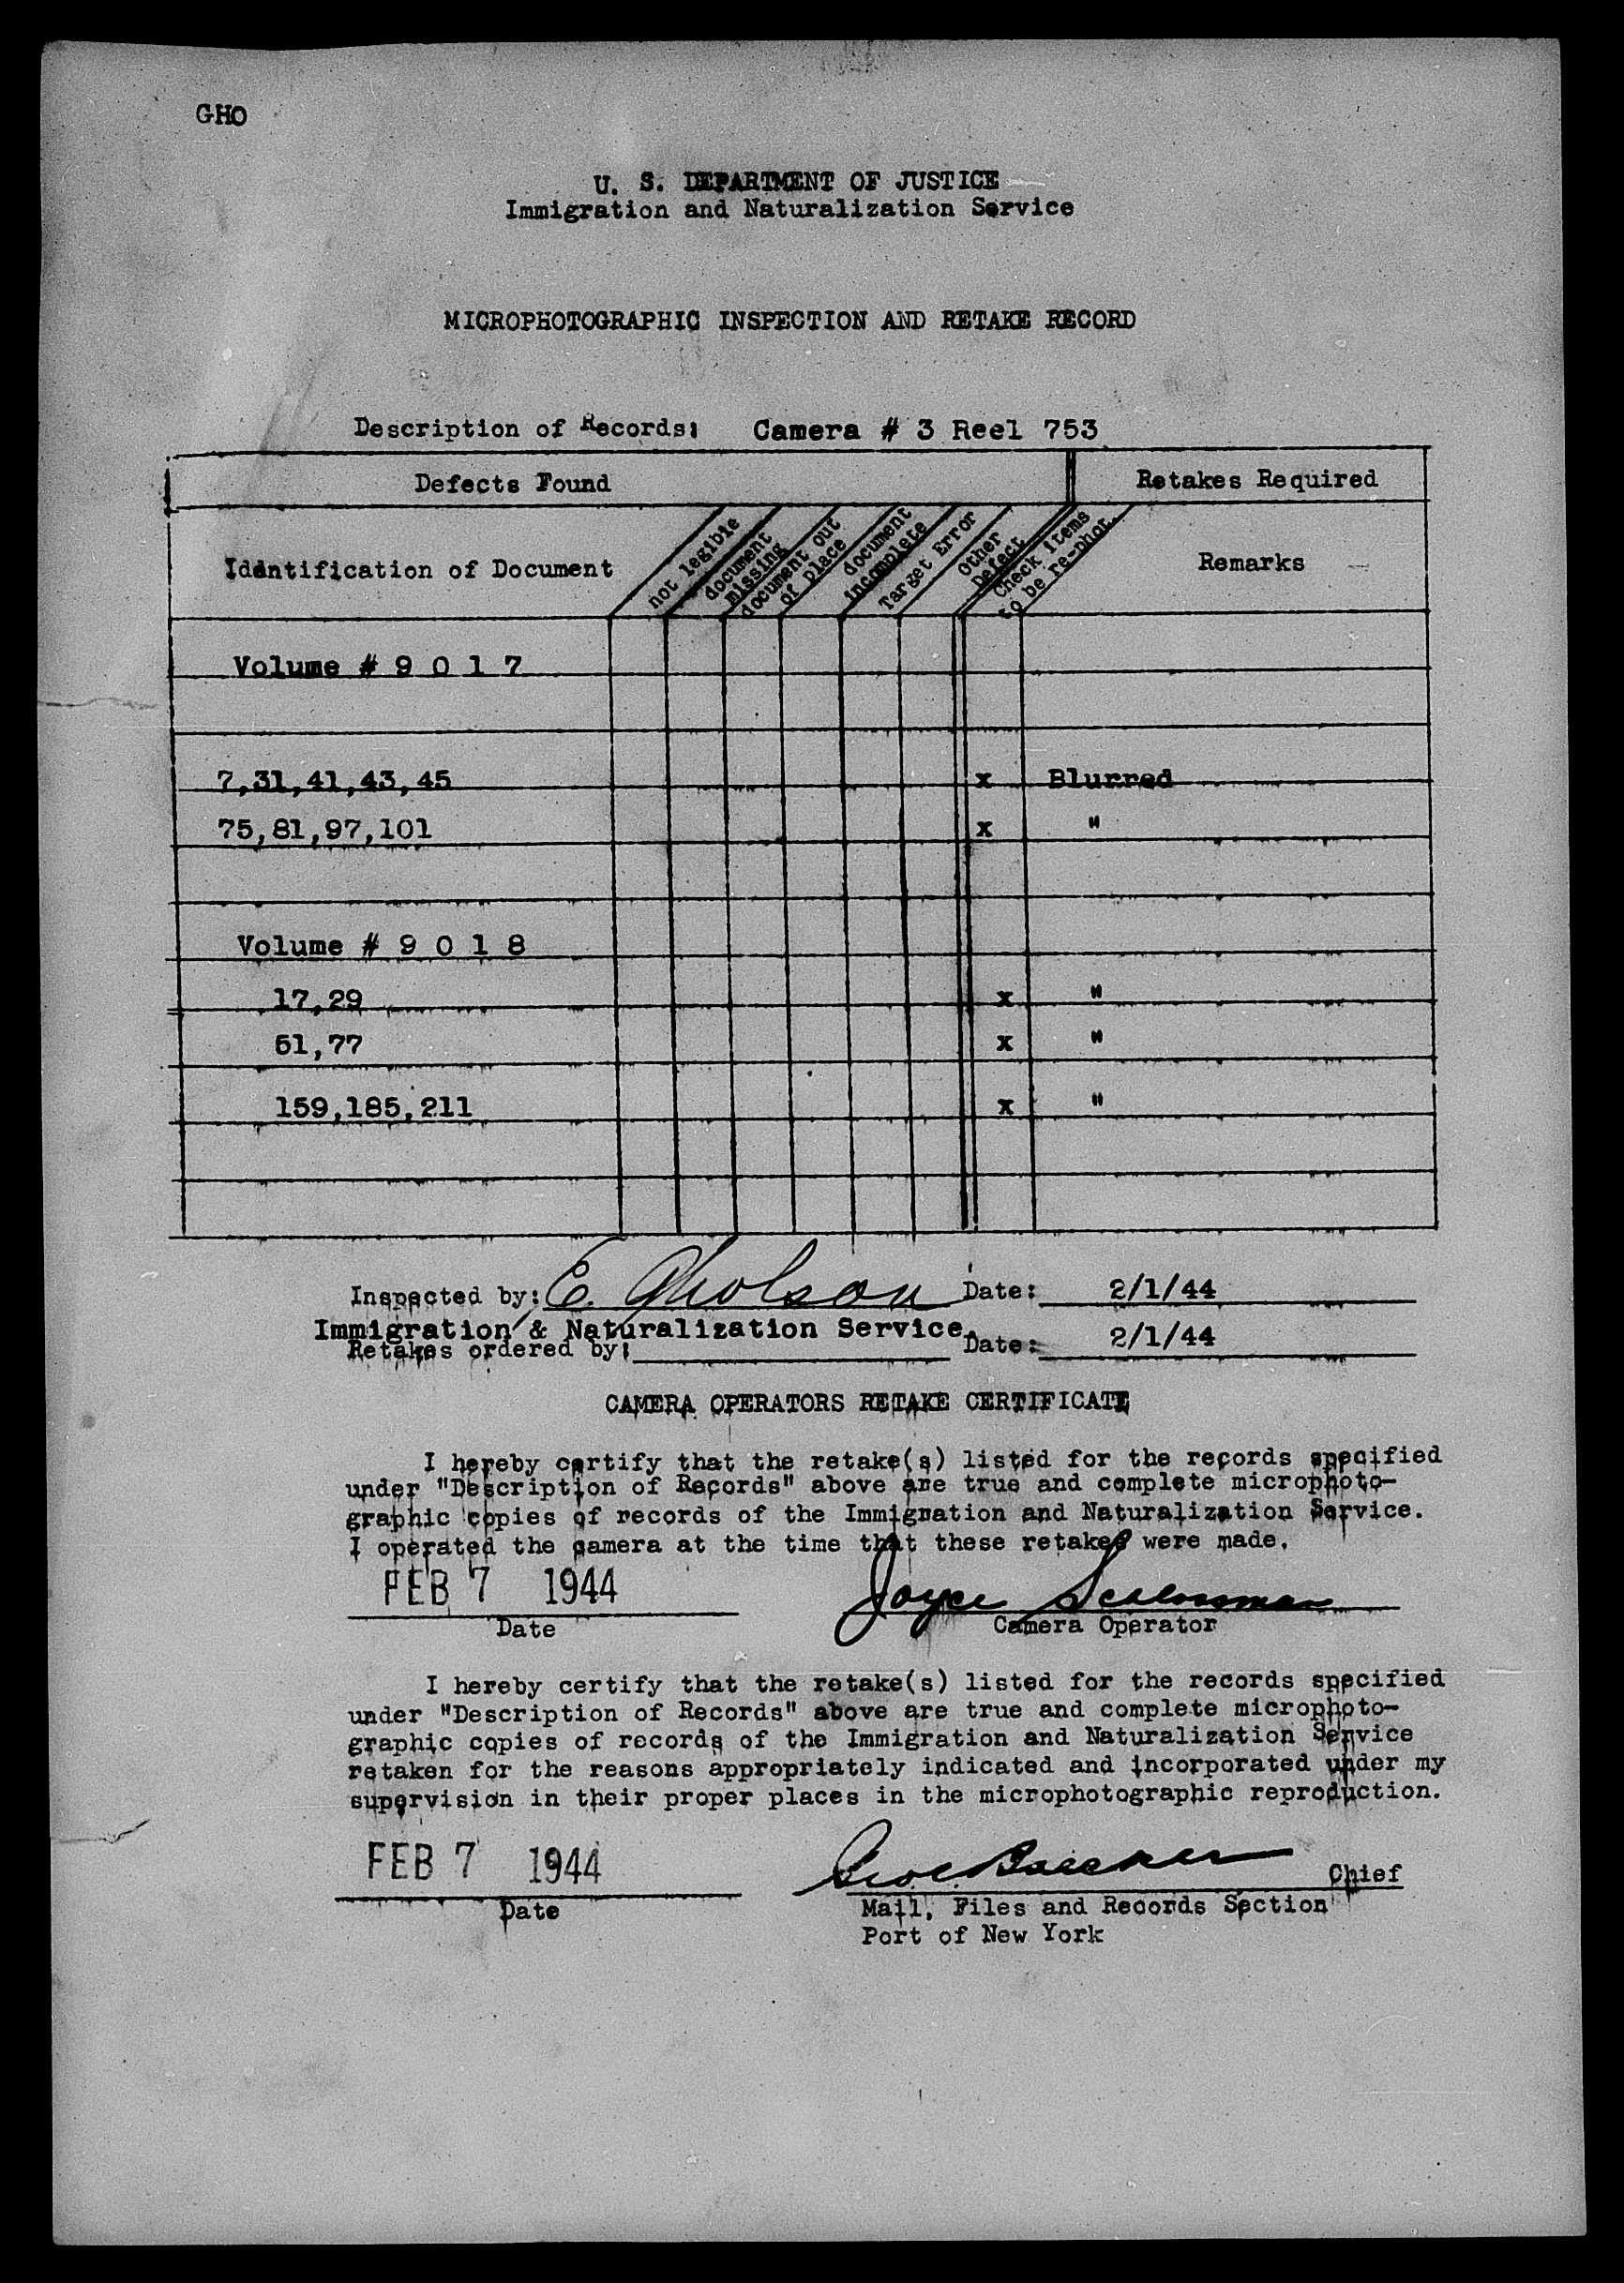 GHO
U. S. DEPARTMENT OF JUSTICE
Immigration and Naturalization Service
MICROPHOTOGRAPHIC INSPECTION AND RETAKE RECORD
Description of Records: Camera # 3 Reel 753
Defects Found Retakes Required
Identification of Document
not legible
document missing
document out of place
document incomplete
Target Error
Other Defect
Check items to be re-phot.
Remarks
Volume # 9 0 1 7
7,31,41,43,45 x Blurred
75,81,97,101 x "
Volume # 9 0 1 8
17,29 x "
51,77 x "
159,185,211 x "
Inspected by: E. Gholson Date: 2/1/44
Immigration & Naturalization Service.
Retakes ordered by: Date: 2/1/44
CAMERA OPERATORS RETAKE CERTIFICATE
I hereby certify that the retake(s) listed for the records specified
under "Description of Records" above are true and complete microphoto-
graphic copies of records of the Immigration and Naturalization Service.
I operated the camera at the time that these retakes were made.
FEB 7 1944 Joyce Schlossman
Date Camera Operator
I hereby certify that the retake(s) listed for the records specified
under "Description of Records" above are true and complete microphoto-
graphic copies of records of the Immigration and Naturalization Service
retaken for the reasons appropriately indicated and incorporated under my
supervision in their proper places in the microphotographic reproduction.
FEB 7 1944 Chief
Date Mail, Files and Records Section
Port of New York